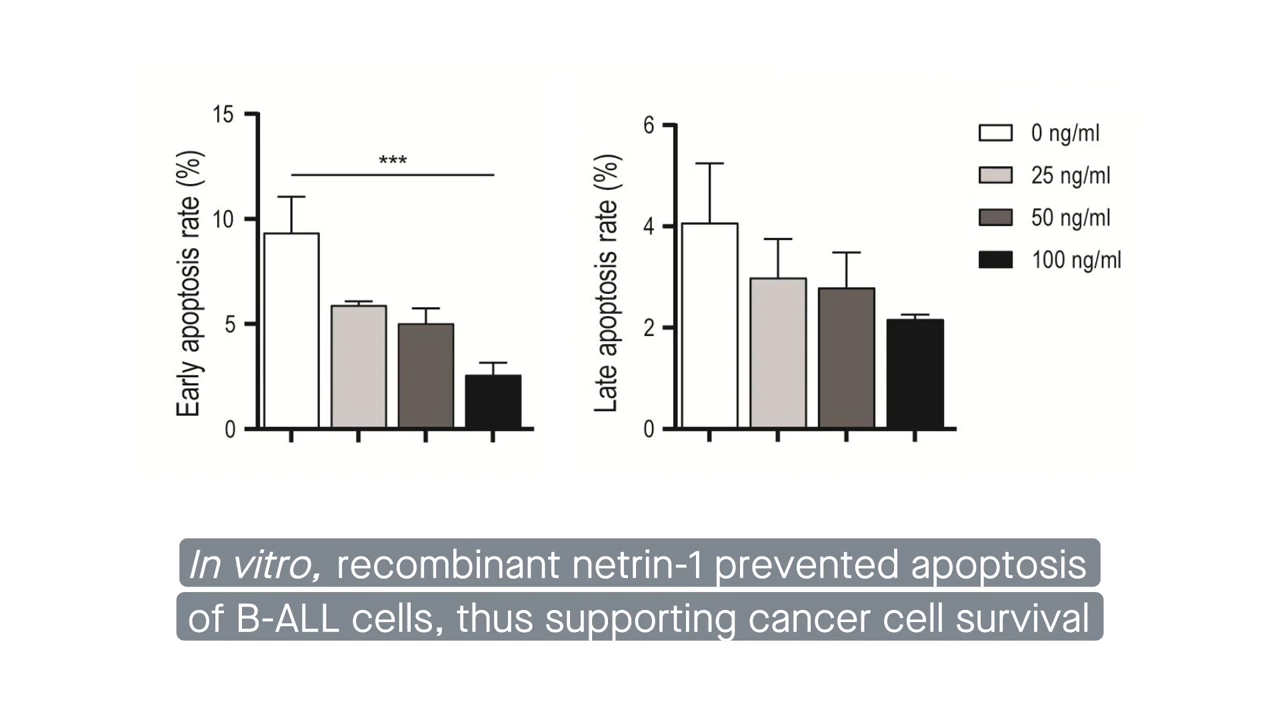 15
10
5
0
Early apoptosis rate (%)
***
6
4
2
0
Late apoptosis rate (%)
0 ng/ml
25 ng/ml
50 ng/ml
100 ng/ml
In vitro, recombinant netrin-1 prevented apoptosis
of B-ALL cells, thus supporting cancer cell survival